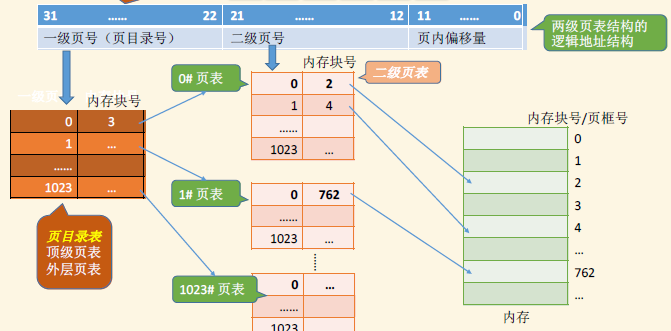 31 …… 22 21 …… 12 11 …… 0
一级页号（页目录号） 二级页号 页内偏移量
两级页表结构的
逻辑地址结构
内存块号
0 3
1 …
……
1023 …
页目录表
顶级页表
外层页表
0# 页表
内存块号
二级页表
0 2
1 4
……
1023 …
1# 页表
0 762
……
1023 …
1023# 页表
0 …
……
1023
内存块号/页框号
0
1
2
3
4
…
762
…
内存